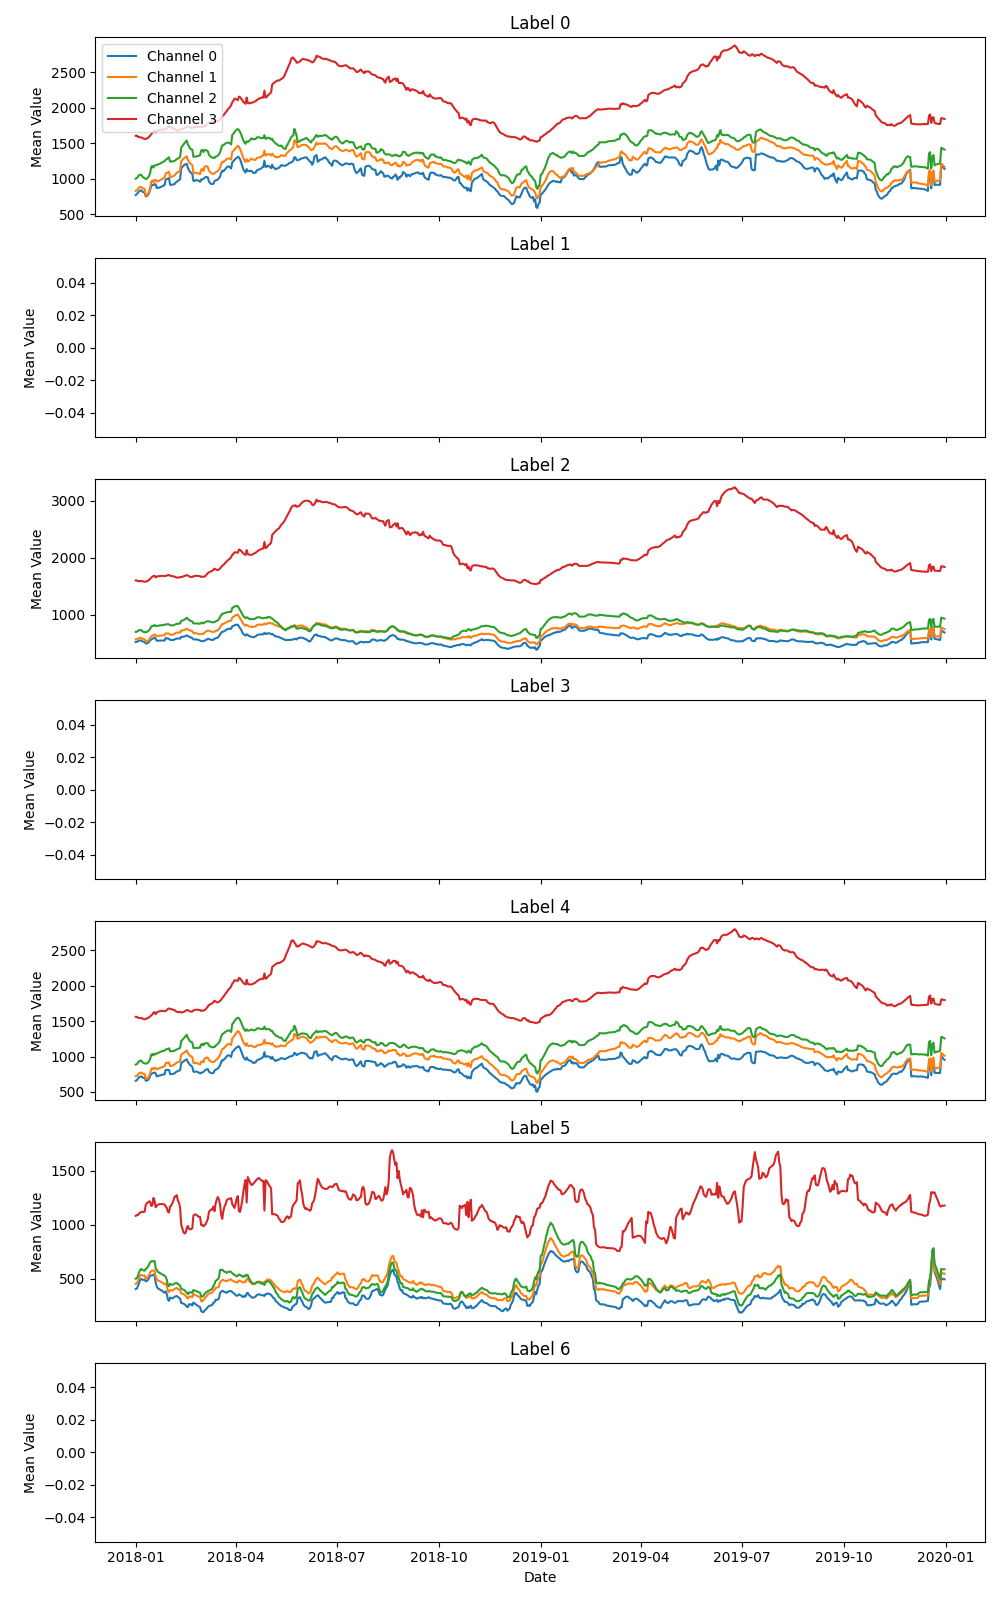 Label 0
Mean Value
2500
2000
1500
1000
500
Channel 0
Channel 1
Channel 2
Channel 3
Label 1
Mean Value
0.04
0.02
0.00
−0.02
−0.04
Label 2
Mean Value
3000
2000
1000
Label 3
Mean Value
0.04
0.02
0.00
−0.02
−0.04
Label 4
Mean Value
2500
2000
1500
1000
500
Label 5
Mean Value
1500
1000
500
Label 6
Mean Value
0.04
0.02
0.00
−0.02
−0.04
2018-01 2018-04 2018-07 2018-10 2019-01 2019-04 2019-07 2019-10 2020-01
Date